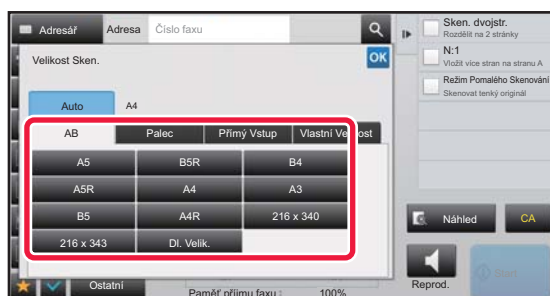 Adresář
Adresa
Číslo faxu
Velikost Sken.
OK
Auto
A4
AB
Palec
Přímý Vstup
Vlastní Velikost
A5
B5R
B4
A5R
A4
A3
B5
A4R
216 x 340
216 x 343
Dl. Velik.
Ostatní
Paměť příjmu faxu :
100%
Sken. dvojstr.
Rozdělit na 2 stránky
N:1
Vložit více stran na stranu A
Režim Pomalého Skenování
Skenovat tenký originál
Náhled
CA
Reprod.
Start